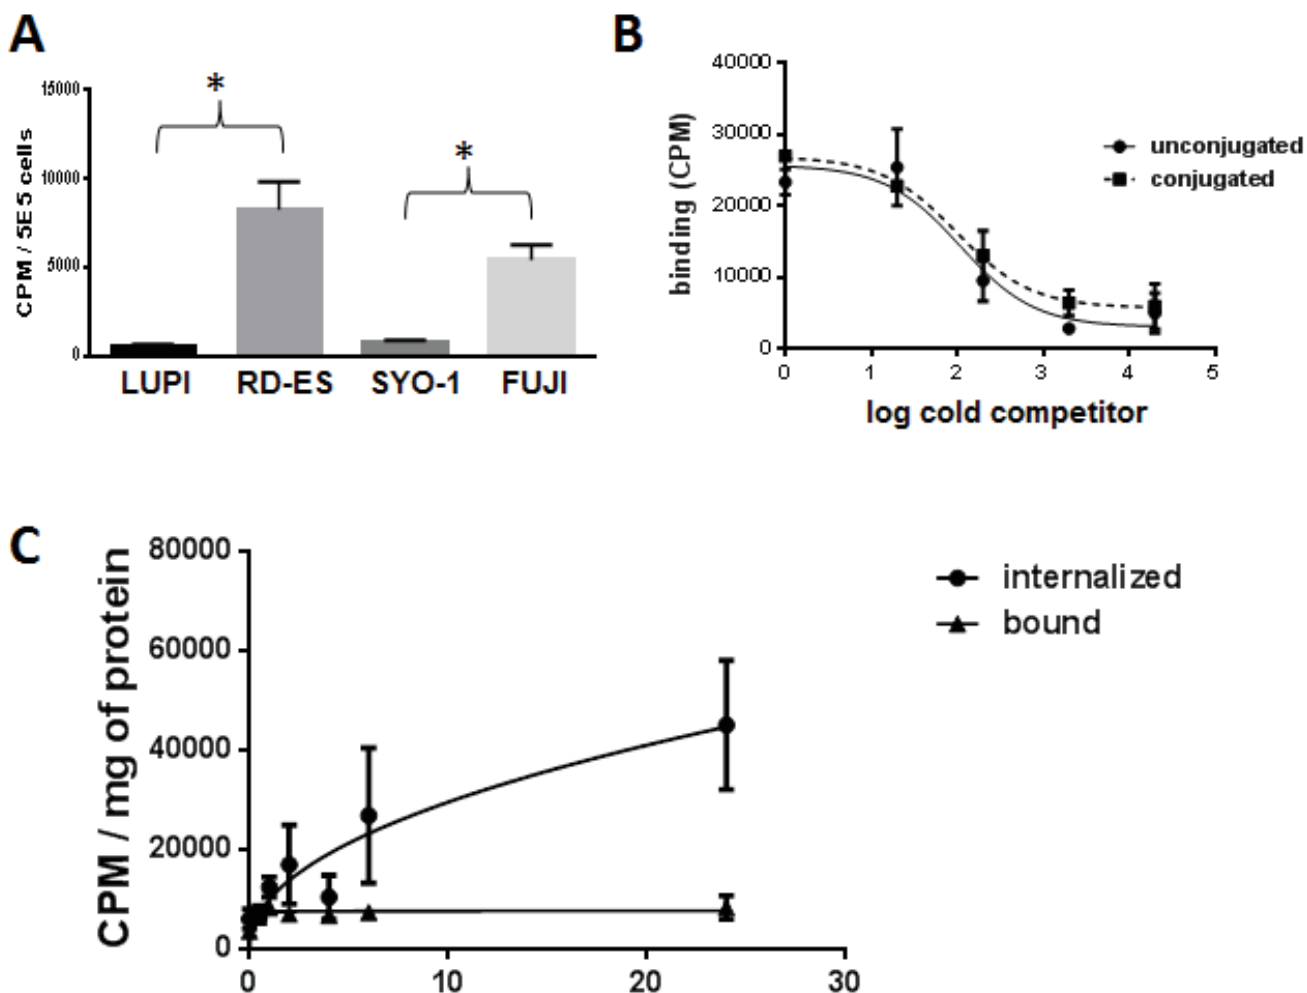 A
CPM / 5E5 cells
15000
10000
5000
0
*
*
LUPI RD-ES SYO-1 FUJI
B
binding (CPM)
40000
30000
20000
10000
0
0 1 2 3 4 5
log cold competitor
unconjugated
conjugated
C
CPM / mg of protein
80000
60000
40000
20000
0
0 10 20 30
internalized
bound